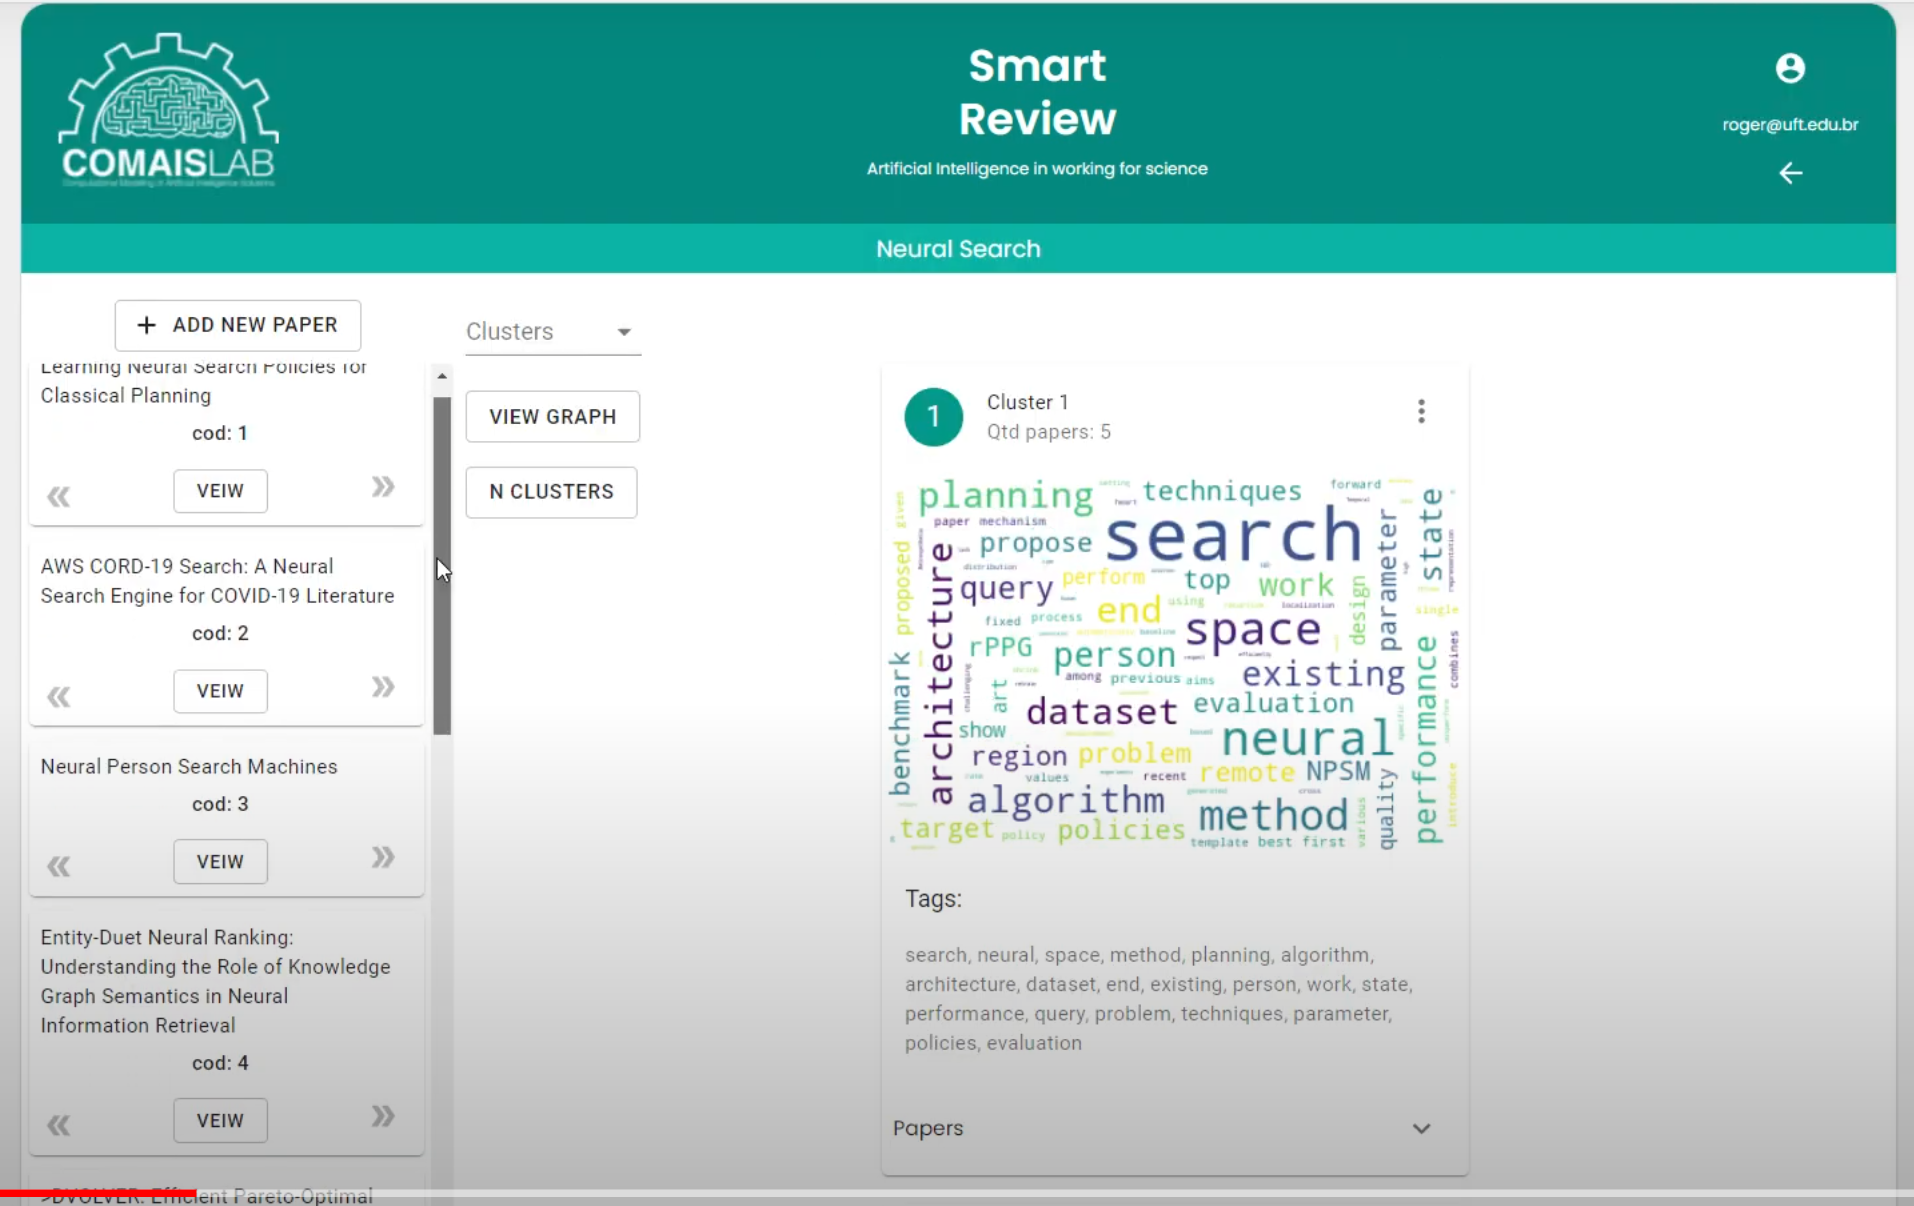 COMAISLAB
Smart
Review
Artificial Intelligence in working for science
roger@uft.edu.br
Neural Search
+ ADD NEW PAPER
Learning Neural Search Policies for
Classical Planning
cod: 1
VEIW
AWS CORD-19 Search: A Neural
Search Engine for COVID-19 Literature
cod: 2
VEIW
Neural Person Search Machines
cod: 3
VEIW
Entity-Duet Neural Ranking:
Understanding the Role of Knowledge
Graph Semantics in Neural
Information Retrieval
cod: 4
VEIW
>DVOLVER: Efficient Pareto-Optimal
Clusters
VIEW GRAPH
N CLUSTERS
1
Cluster 1
Qtd papers: 5
planning
techniques
forward
given
paper mechanism
search
state
propose
parameter
proposed
architecture
distribution
query
perform
top
work
design
end
using
localization
single
fixed
process
baseline
space
rPPG
person
existing
performance
combines
benchmark
among
previous
aims
art
dataset
evaluation
show
neural
region
problem
values
recent
remote
NPSM
algorithm
method
quality
various
introduce
target
policy
policies
template best first
Tags:
search, neural, space, method, planning, algorithm,
architecture, dataset, end, existing, person, work, state,
performance, query, problem, techniques, parameter,
policies, evaluation
Papers